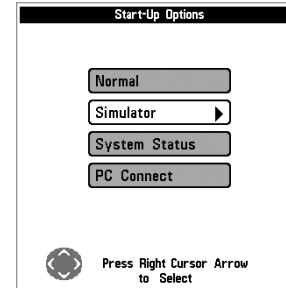 Start-Up Options
Normal
Simulator
System Status
PC Connect
Press Right Cursor Arrow
to Select